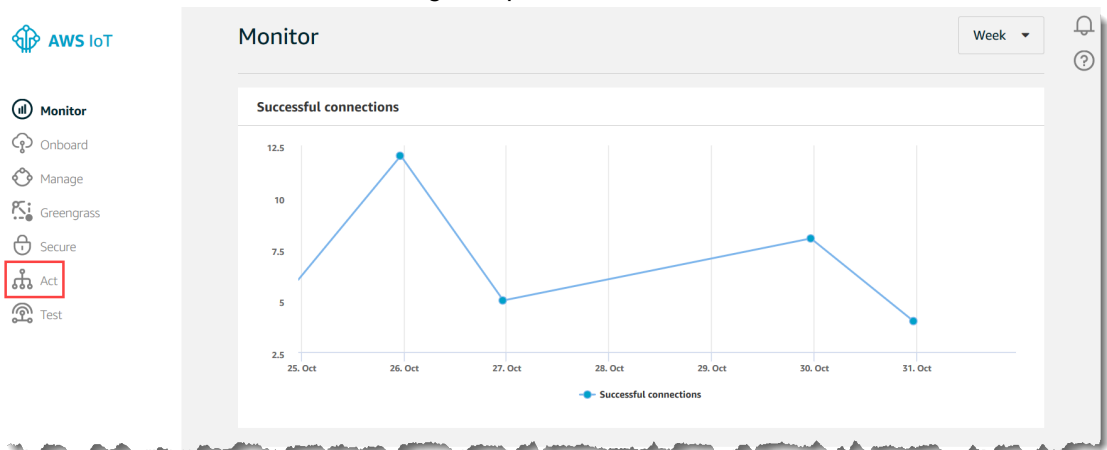 AWS IoT
Monitor
Onboard
Manage
Greengrass
Secure
Act
Test
Monitor
Week
Successful connections
12.5
10
7.5
5
2.5
25. Oct 26. Oct 27. Oct 28. Oct 29. Oct 30. Oct 31. Oct
Successful connections